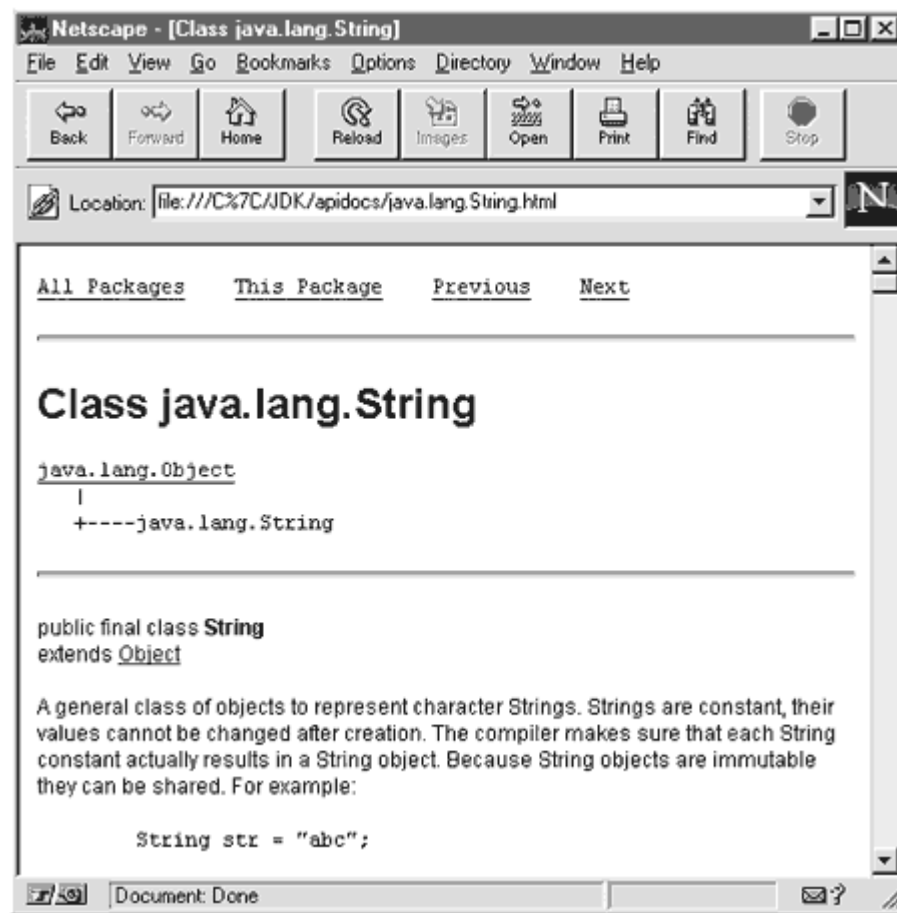 Netscape - [Class java.lang.String]
File Edit View Go Bookmarks Options Directory Window Help
Back Forward Home Reload Images Open Print Find Stop
Location: file:///C%7C/JDK/apidocs/java.lang.String.html
N
All Packages This Package Previous Next
Class java.lang.String
java.lang.Object
|
+----java.lang.String
public final class String
extends Object
A general class of objects to represent character Strings. Strings are constant, their
values cannot be changed after creation. The compiler makes sure that each String
constant actually results in a String object. Because String objects are immutable
they can be shared. For example:
String str = "abc";
Document: Done
?